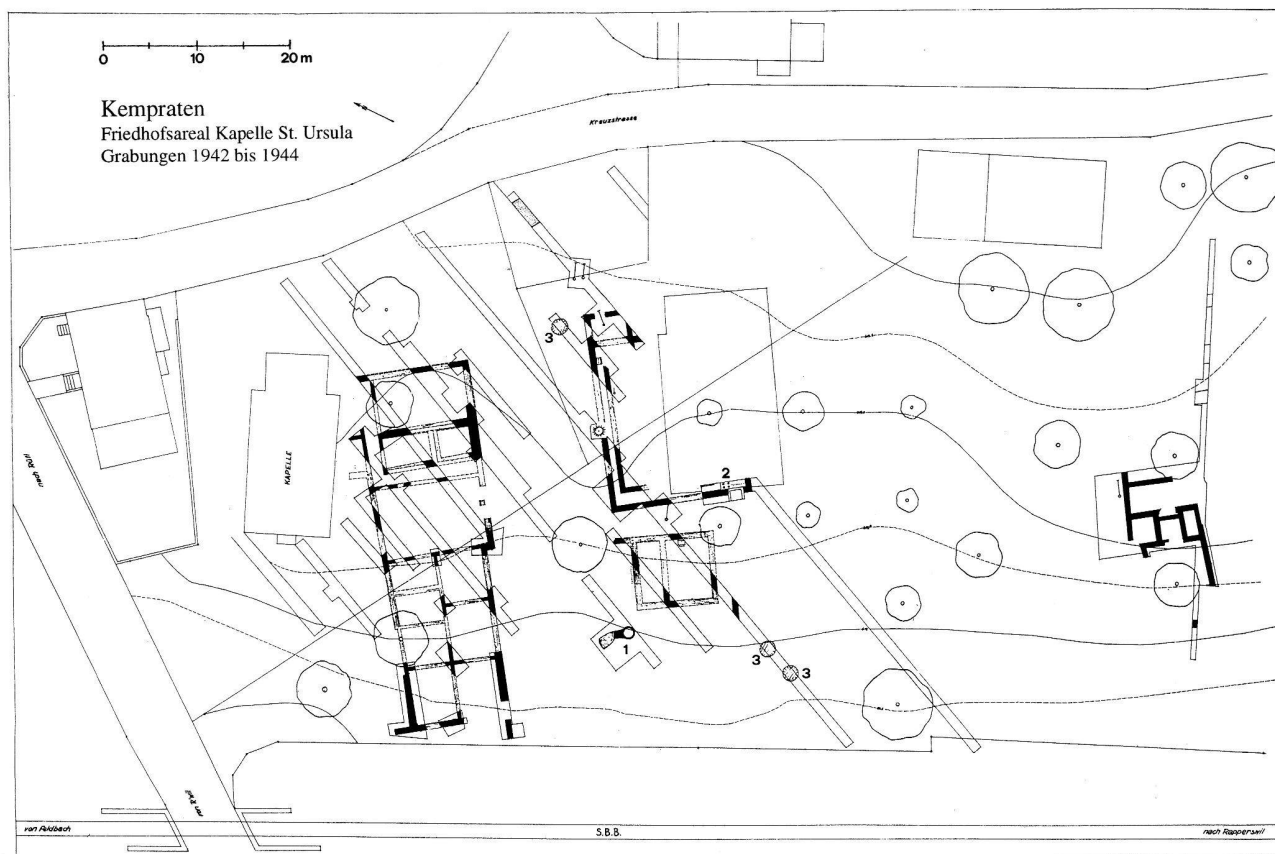 0 10 20 m
Kempraten
Friedhofsareal Kapelle St. Ursula
Grabungen 1942 bis 1944
Kreuzstrasse
3
KAPELLE
2
nach Rüti
1
3
3
von Feldbach
S.B.B.
nach Rapperswil